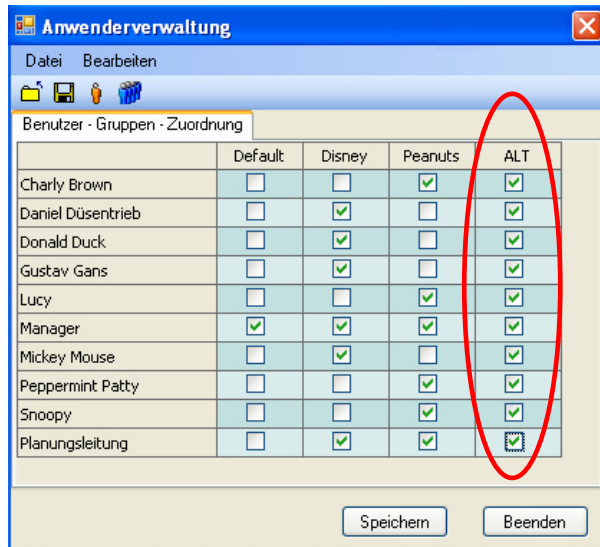 Anwenderverwaltung
Datei Bearbeiten
Benutzer - Gruppen - Zuordnung
Default Disney Peanuts ALT
Charly Brown
Daniel Düsentrieb
Donald Duck
Gustav Gans
Lucy
Manager
Mickey Mouse
Peppermint Patty
Snoopy
Planungsleitung
Speichern Beenden